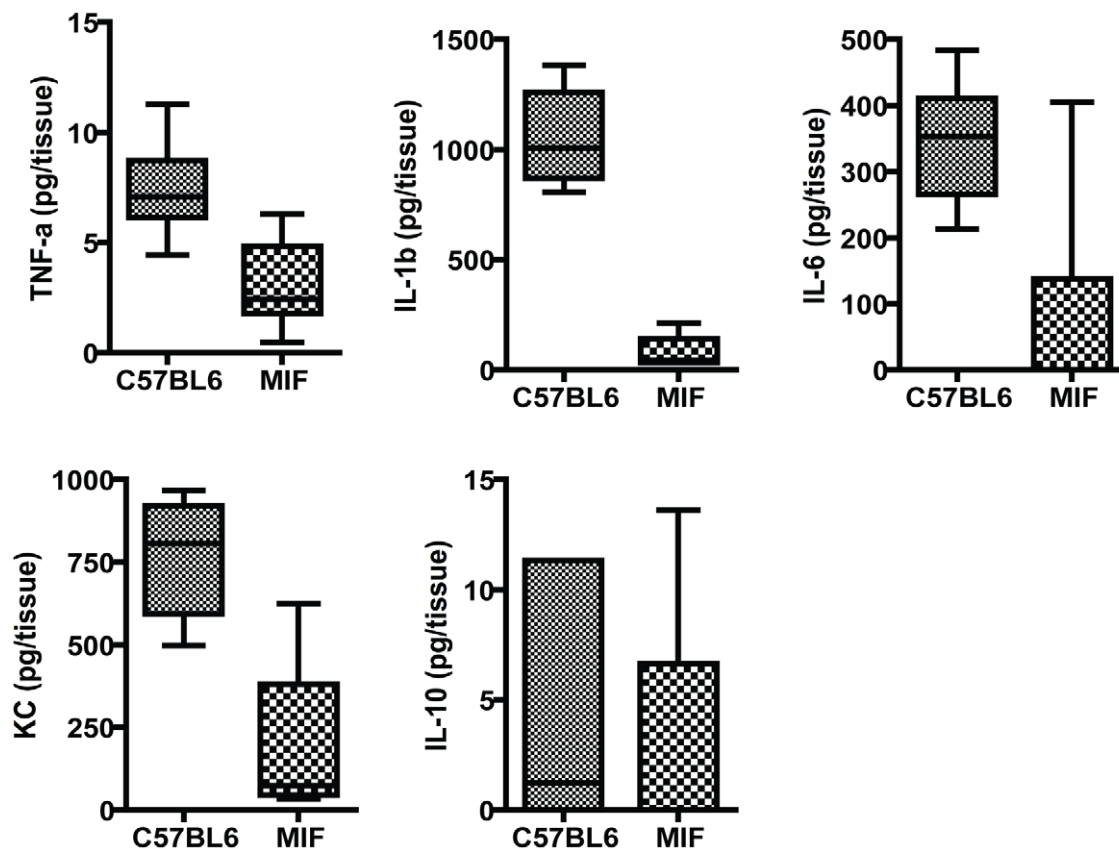 TNF-a (pg/tissue)
15
10
5
0
C57BL6
MIF
IL-1b (pg/tissue)
1500
1000
500
0
C57BL6
MIF
IL-6 (pg/tissue)
500
400
300
200
100
0
C57BL6
MIF
KC (pg/tissue)
1000
750
500
250
0
C57BL6
MIF
IL-10 (pg/tissue)
15
10
5
0
C57BL6
MIF